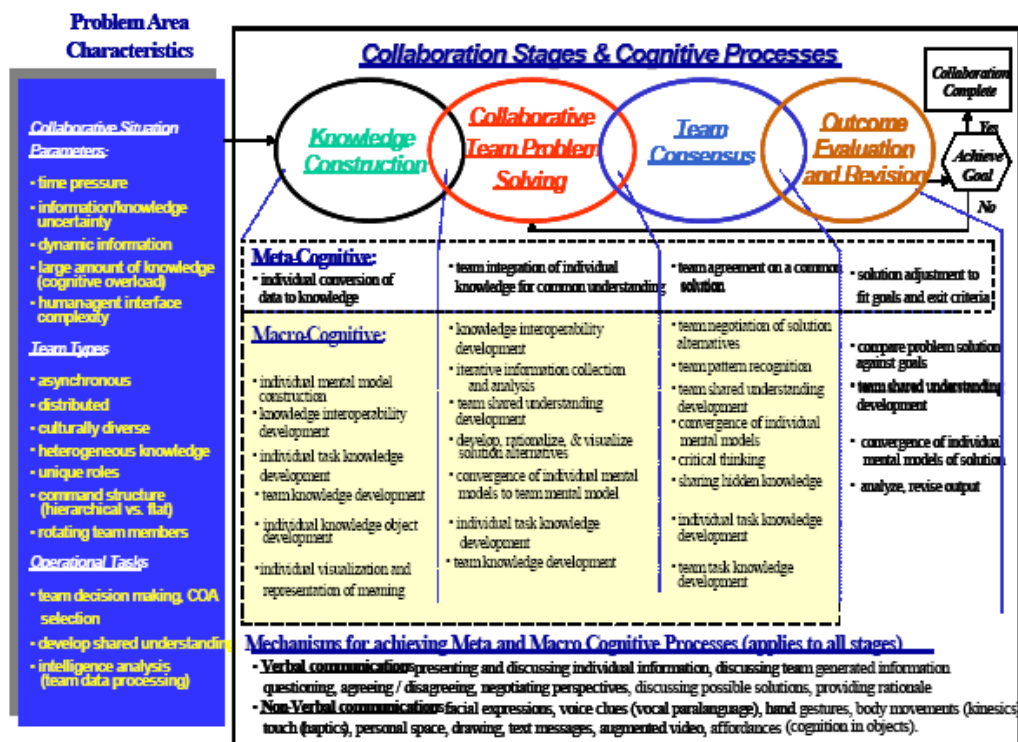 Problem Area
Characteristics
Collaborative Situation
Parameters:
• time pressure
• information/knowledge
uncertainty
• dynamic information
• large amount of knowledge
(cognitive overload)
• human-agent interface
complexity
Team Types
• asynchronous
• distributed
• culturally diverse
• heterogeneous knowledge
• unique roles
• command structure
(hierarchical vs. flat)
• rotating team members
Operational Tasks
• team decision making, COA
selection
• develop shared understanding
• intelligence analysis
(team data processing)
Collaboration Stages & Cognitive Processes
Knowledge
Construction
Collaborative
Team Problem
Solving
Team
Consensus
Outcome
Evaluation
and Revision
Collaboration
Complete
Yes
Achieve
Goal
No
Meta-Cognitive:
• individual conversion of
data to knowledge
• team integration of individual
knowledge for common understanding
• team agreement on a common
solution
• solution adjustment to
fit goals and exit criteria
Macro-Cognitive:
• individual mental model
construction
• knowledge interoperability
development
• individual task knowledge
development
• team knowledge development
• individual knowledge object
development
• individual visualization and
representation of meaning
• knowledge interoperability
development
• iterative information collection
and analysis
• team shared understanding
development
• develop, rationalize, & visualize
solution alternatives
• convergence of individual mental
models to team mental model
• individual task knowledge
development
• team knowledge development
• team negotiation of solution
alternatives
• team pattern recognition
• team shared understanding
development
• convergence of individual
mental models
• critical thinking
• sharing hidden knowledge
• individual task knowledge
development
• team task knowledge
development
• compare problem solution
against goals
• team shared understanding
development
• convergence of individual
mental models of solution
• analyze, revise output
Mechanisms for achieving Meta and Macro Cognitive Processes (applies to all stages)
• Verbal communications presenting and discussing individual information, discussing team generated information
questioning, agreeing / disagreeing, negotiating perspectives, discussing possible solutions, providing rationale
• Non-Verbal communications facial expressions, voice clues (vocal paralanguage), hand gestures, body movements (kinesics)
touch (haptics), personal space, drawing, text messages, augmented video, affordances (cognition in objects).